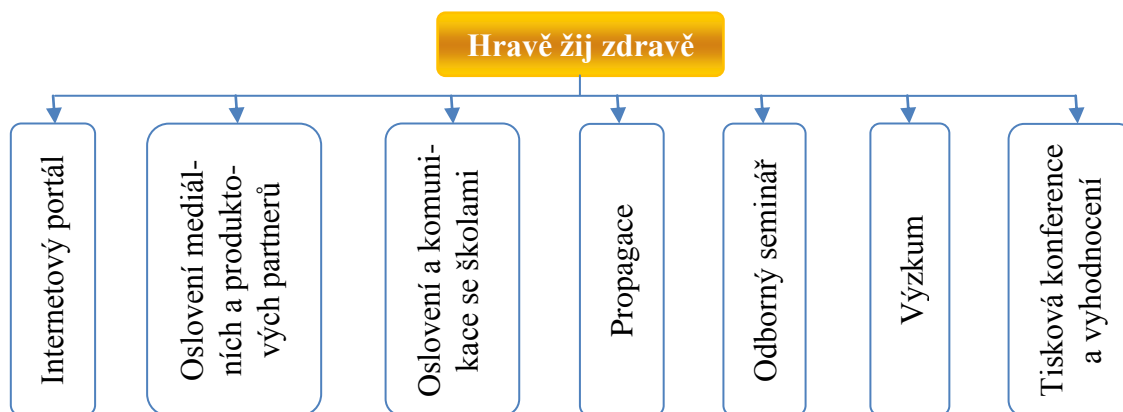 Hravě žij zdravě
Internetový portál
Oslovení mediál-
ních a produkto-
vých partnerů
Oslovení a komuni-
kace se školami
Propagace
Odborný seminář
Výzkum
Tisková konference
a vyhodnocení